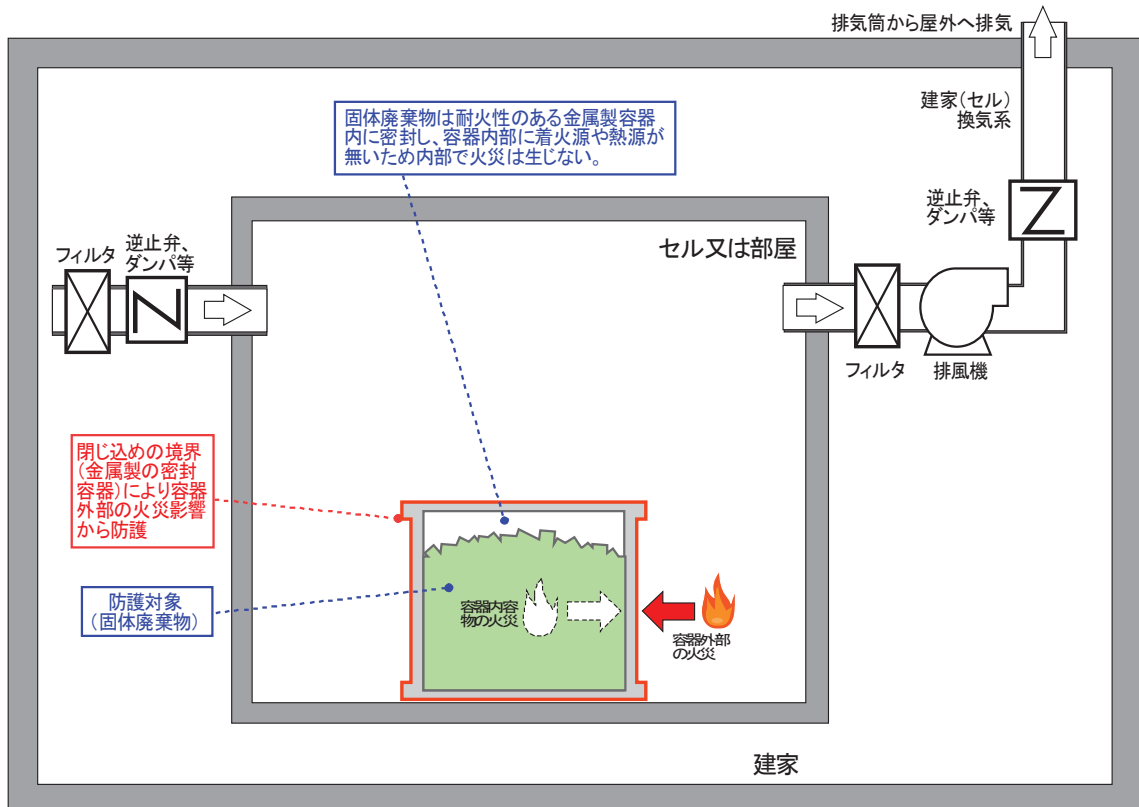 排気筒から屋外へ排気
建家(セル)
換気系
固体廃棄物は耐火性のある金属製容器
内に密封し、容器内部に着火源や熱源が
無いため内部で火災は生じない。
逆止弁、
ダンパ等
フィルタ
逆止弁、
ダンパ等
セル又は部屋
フィルタ
排風機
閉じ込めの境界
(金属製の密封
容器)により容器
外部の火災影響
から防護
防護対象
(固体廃棄物)
容器内容
物の火災
容器外部
の火災
建家